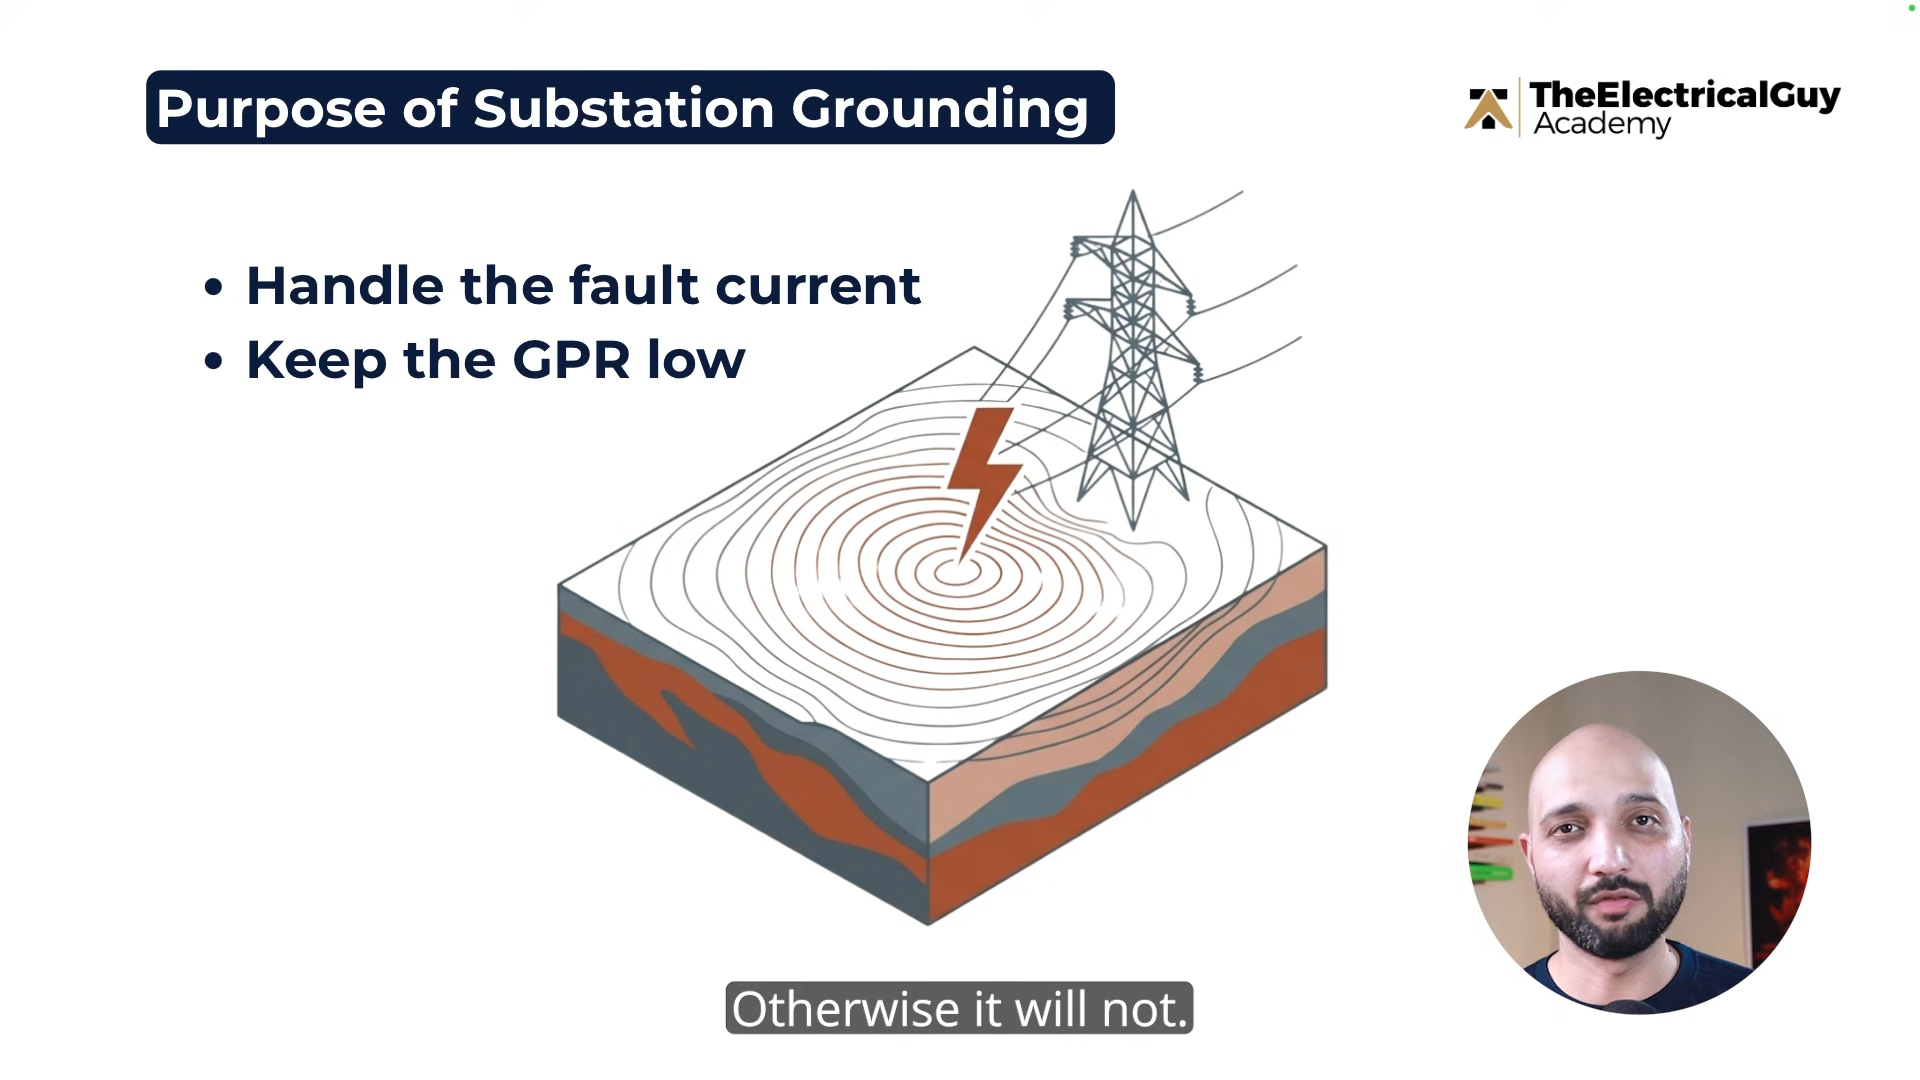 Purpose of Substation Grounding
TheElectricalGuy
Academy
• Handle the fault current
• Keep the GPR low
Otherwise it will not.